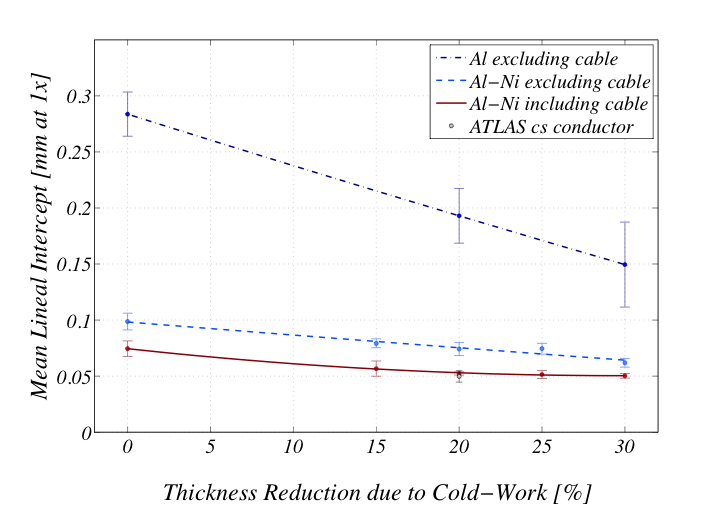 Al excluding cable
Al−Ni excluding cable
Al−Ni including cable
ATLAS cs conductor
Mean Lineal Intercept [mm at 1x]
0.3
0.25
0.2
0.15
0.1
0.05
0
0 5 10 15 20 25 30
Thickness Reduction due to Cold−Work [%]